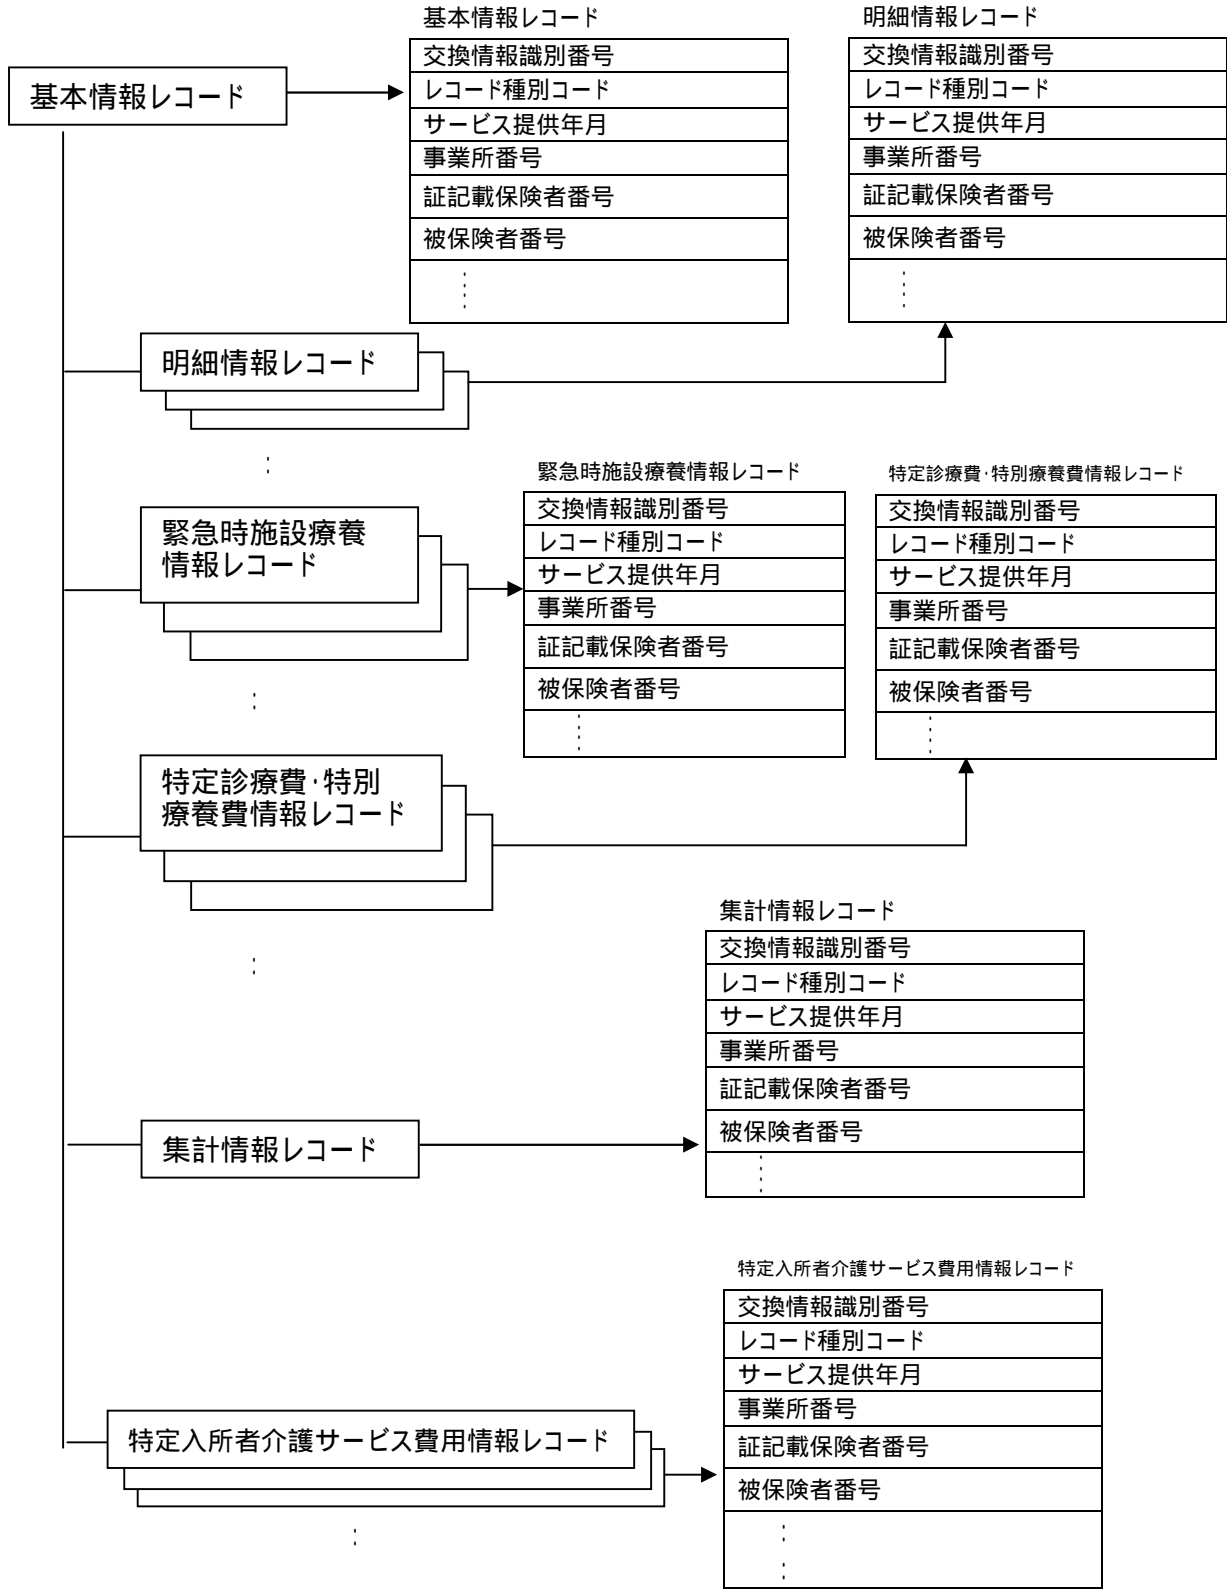 基本情報レコード
基本情報レコード
交換情報識別番号
レコード種別コード
サービス提供年月
事業所番号
証記載保険者番号
被保険者番号
明細情報レコード
交換情報識別番号
レコード種別コード
サービス提供年月
事業所番号
証記載保険者番号
被保険者番号
明細情報レコード
緊急時施設療養
情報レコード
緊急時施設療養情報レコード
交換情報識別番号
レコード種別コード
サービス提供年月
事業所番号
証記載保険者番号
被保険者番号
特定診療費・特別療養費情報レコード
交換情報識別番号
レコード種別コード
サービス提供年月
事業所番号
証記載保険者番号
被保険者番号
特定診療費・特別
療養費情報レコード
集計情報レコード
集計情報レコード
交換情報識別番号
レコード種別コード
サービス提供年月
事業所番号
証記載保険者番号
被保険者番号
特定入所者介護サービス費用情報レコード
特定入所者介護サービス費用情報レコード
交換情報識別番号
レコード種別コード
サービス提供年月
事業所番号
証記載保険者番号
被保険者番号